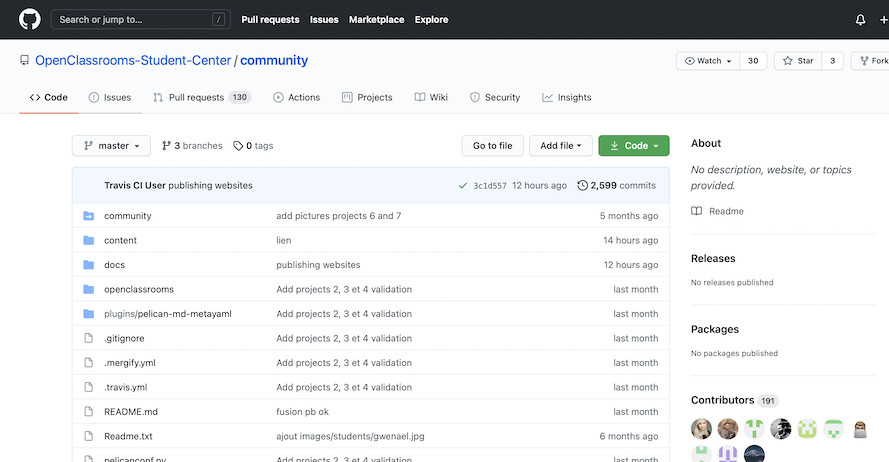 Search or jump to... / Pull requests Issues Marketplace Explore
OpenClassrooms-Student-Center / community Watch 30 Star 3 Fork
Code Issues Pull requests 130 Actions Projects Wiki Security Insights
master 3 branches 0 tags Go to file Add file Code
Travis CI User publishing websites 3c1d557 12 hours ago 2,599 commits
community add pictures projects 6 and 7 5 months ago
content lien 14 hours ago
docs publishing websites 12 hours ago
openclassrooms Add projects 2, 3 et 4 validation last month
plugins/pelican-md-metayaml Add projects 2, 3 et 4 validation last month
.gitignore Add projects 2, 3 et 4 validation last month
.mergify.yml Add projects 2, 3 et 4 validation last month
.travis.yml Add projects 2, 3 et 4 validation last month
README.md fusion pb ok last month
Readme.txt ajout images/students/gwenael.jpg 6 months ago
pelicanconf.py Add projects 2, 3 et 4 validation last month
About
No description, website, or topics
provided.
Readme
Releases
No releases published
Packages
No packages published
Contributors 191